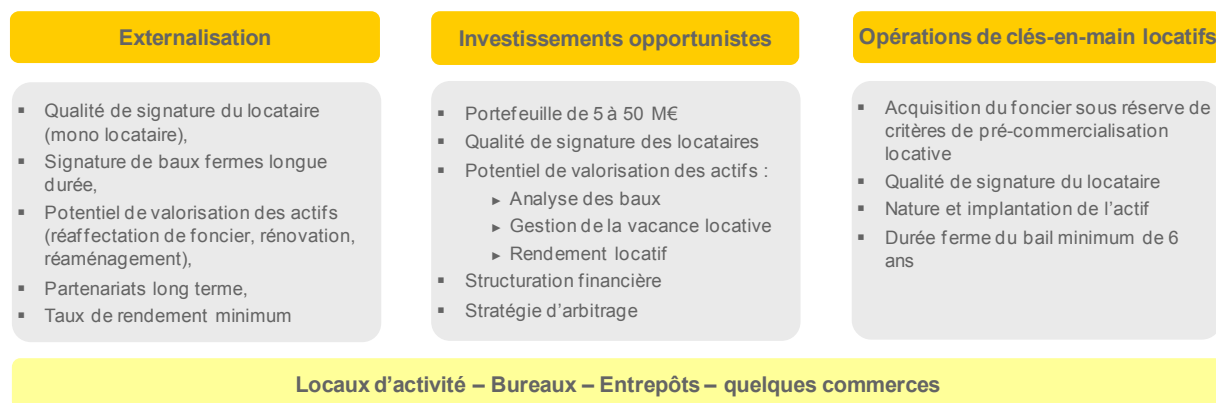 Externalisation
▪ Qualité de signature du locataire
(mono locataire),
▪ Signature de baux fermes longue
durée,
▪ Potentiel de valorisation des actifs
(réaffectation de foncier, rénovation,
réaménagement),
▪ Partenariats long terme,
▪ Taux de rendement minimum
Investissements opportunistes
▪ Portefeuille de 5 à 50 M€
▪ Qualité de signature des locataires
▪ Potentiel de valorisation des actifs :
► Analyse des baux
► Gestion de la vacance locative
► Rendement locatif
▪ Structuration financière
▪ Stratégie d'arbitrage
Opérations de clés-en-main locatifs
▪ Acquisition du foncier sous réserve de
critères de pré-commercialisation
locative
▪ Qualité de signature du locataire
▪ Nature et implantation de l'actif
▪ Durée ferme du bail minimum de 6
ans
Locaux d'activité – Bureaux – Entrepôts – quelques commerces